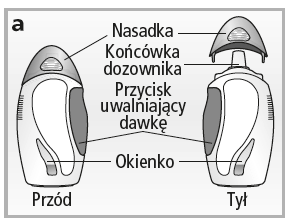 a
Nasadka
Końcówka
dozownika
Przycisk
uwalniający
dawkę
Okienko
Przód
Tył